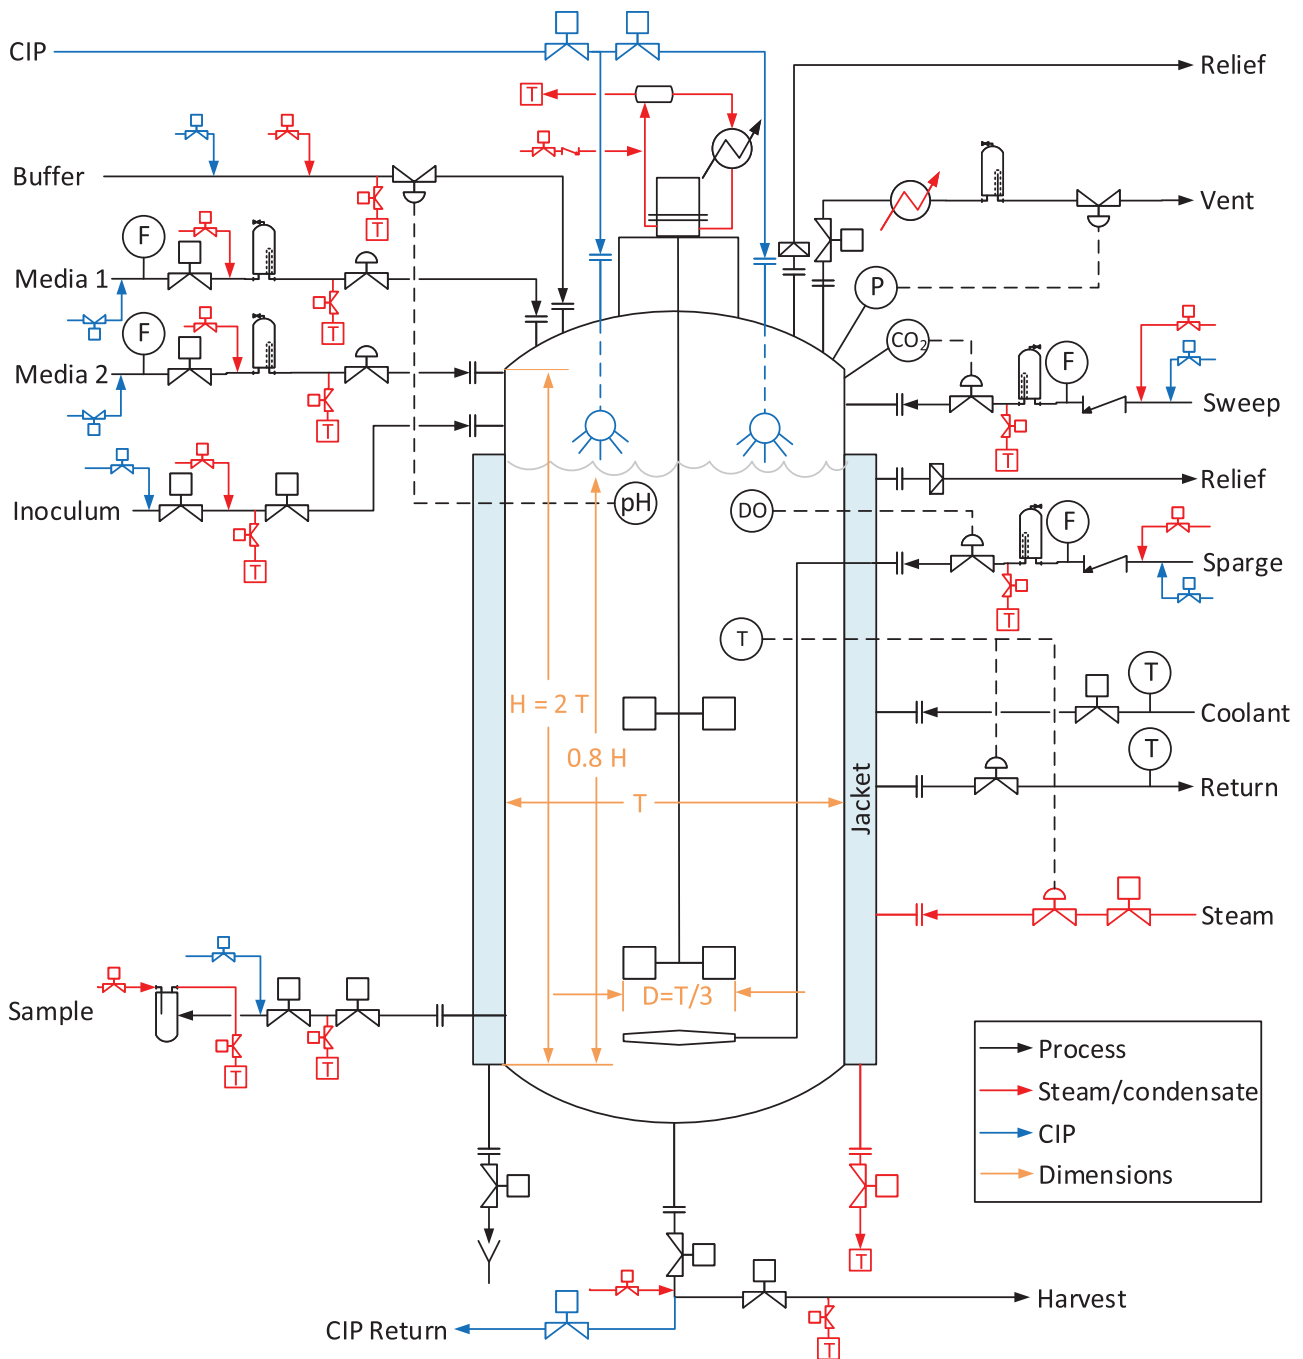 CIP
Relief
T
Buffer
T
Vent
F
Media 1
T
P
F
CO₂
Media 2
T
F
Sweep
T
Relief
Inoculum
T
pH
DO
F
Sparge
T
T
H = 2 T
0.8 H
T
T
Coolant
T
Return
Jacket
Steam
D=T/3
Sample
T
T
Process
Steam/condensate
CIP
Dimensions
T
Harvest
CIP Return
T